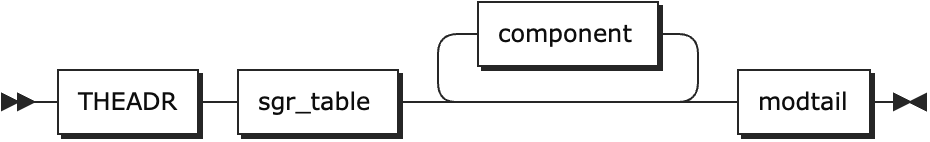 component
THEADR
sgr_table
modtail